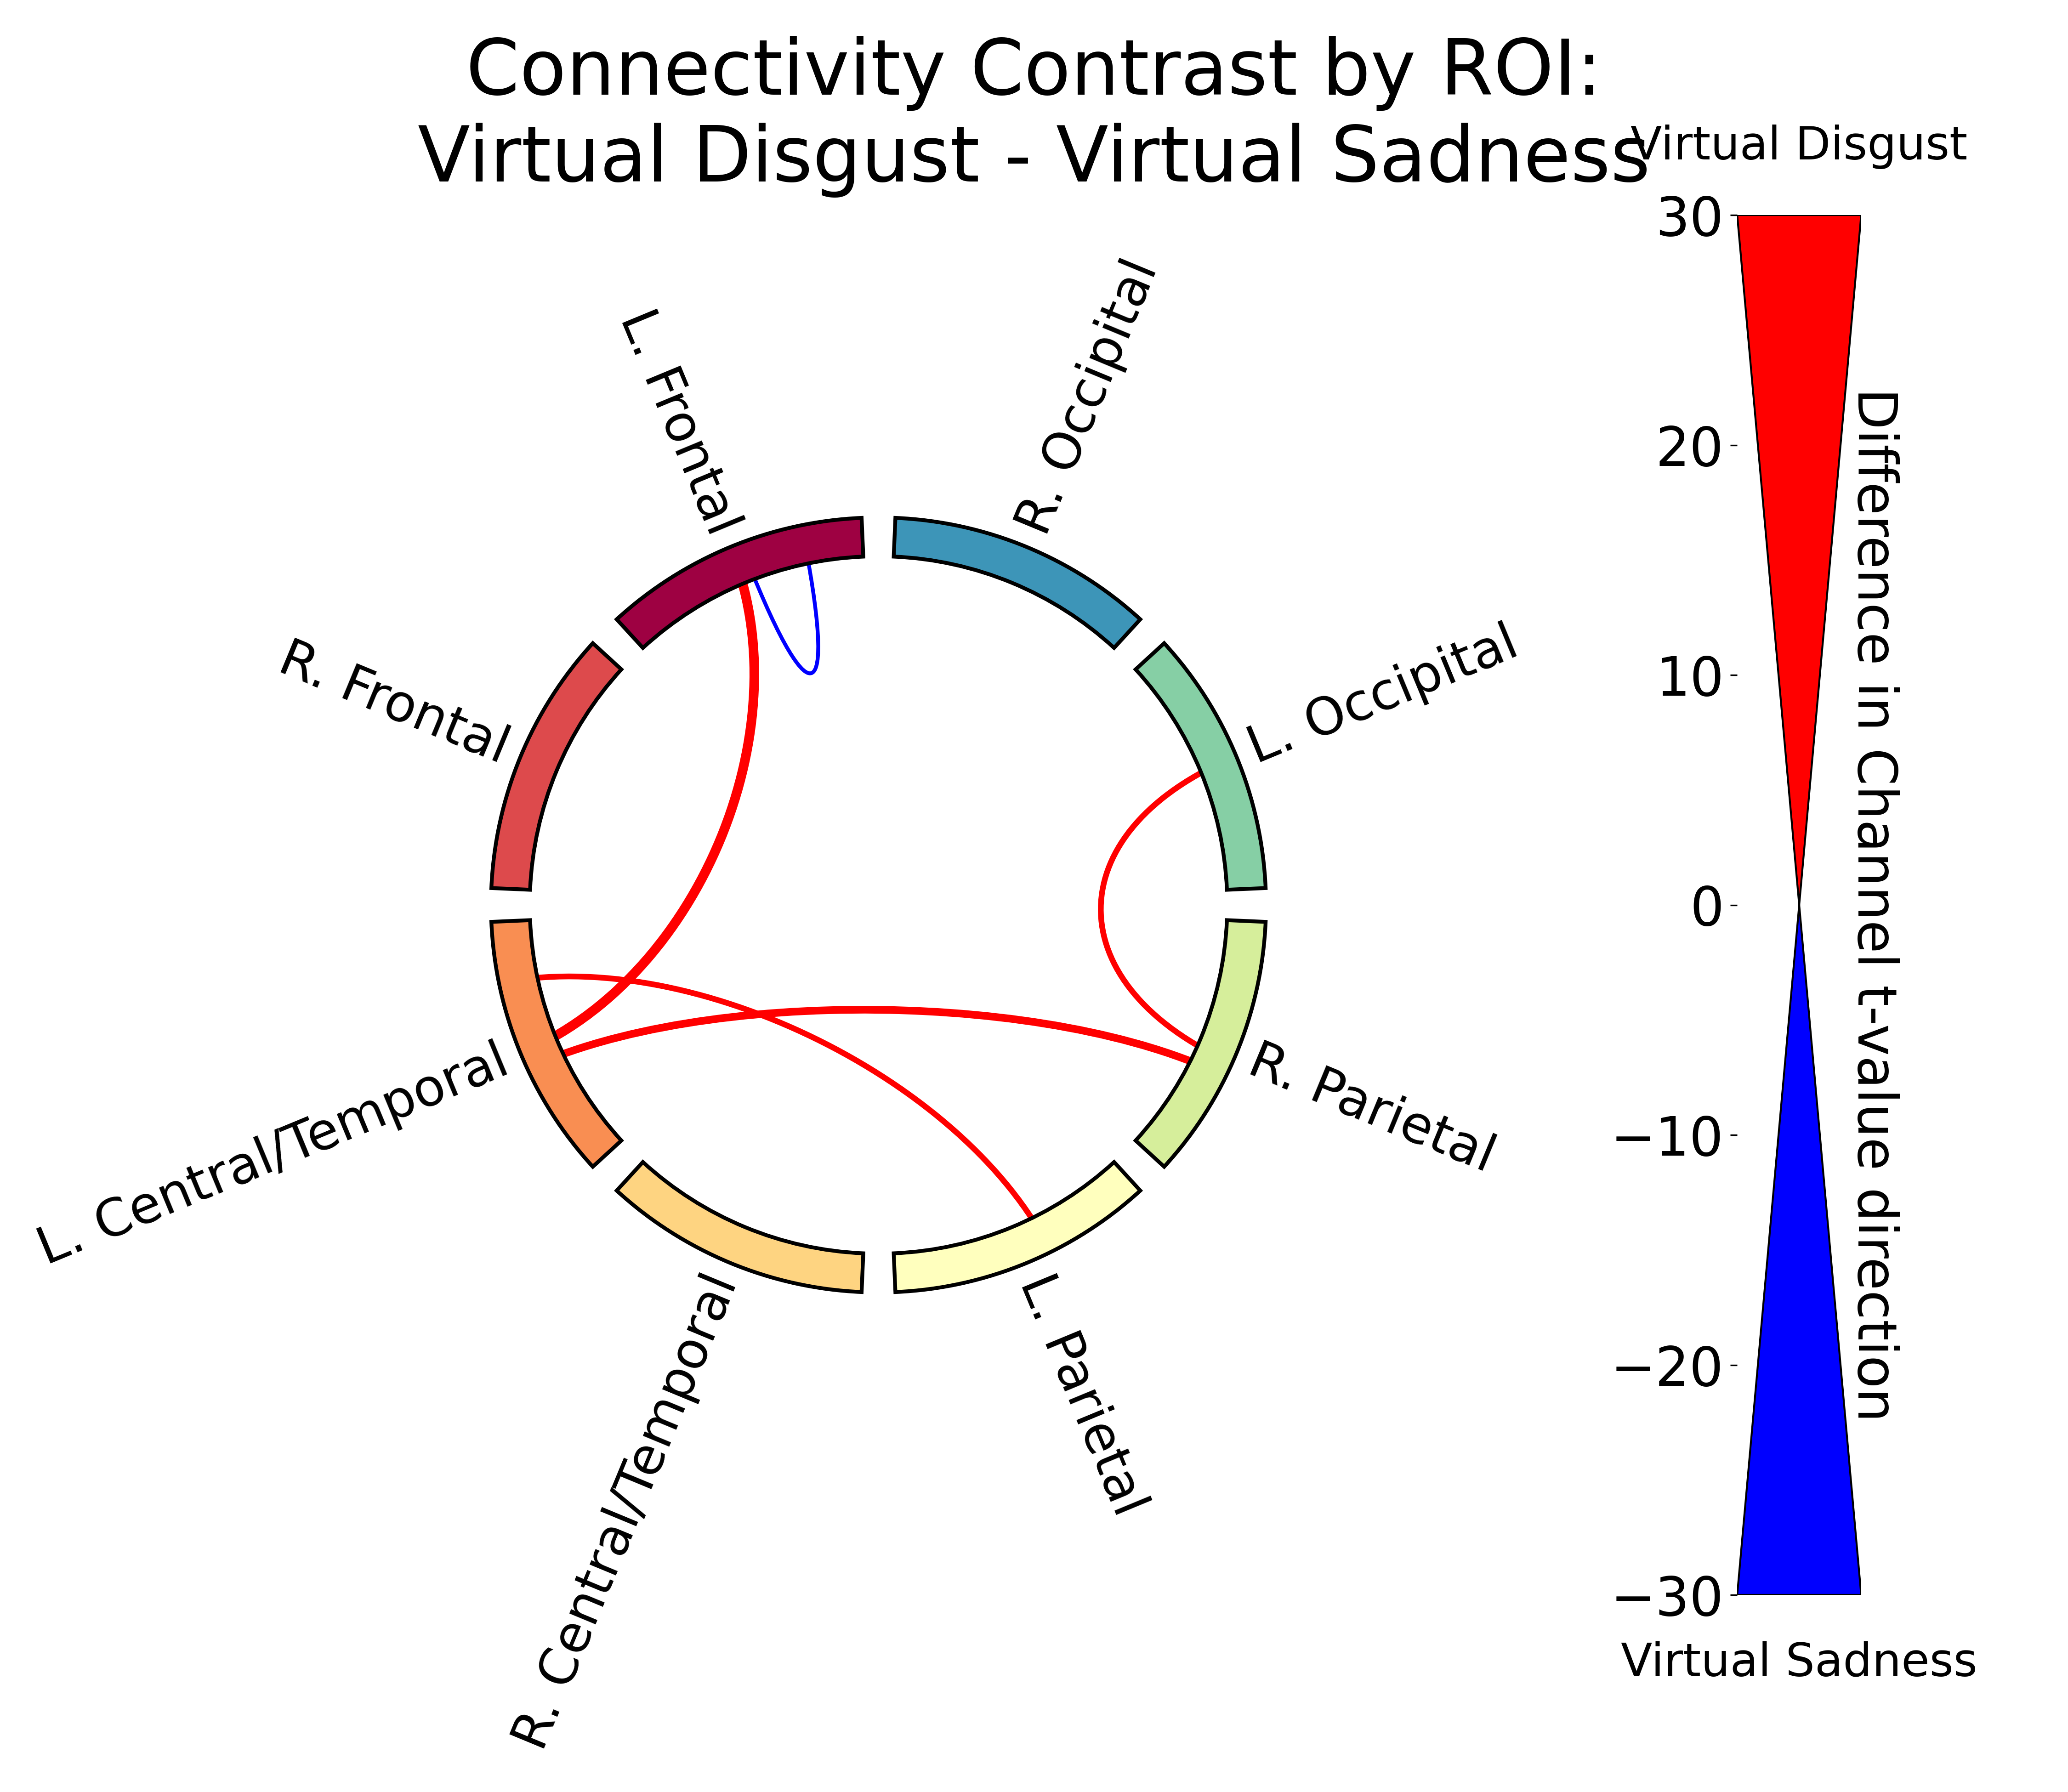 Connectivity Contrast by ROI:
Virtual Disgust - Virtual Sadness
Virtual Disgust
30
20
10
0
−10
−20
−30
Difference in Channel t-value direction
Virtual Sadness
L. Frontal
R. Occipital
R. Frontal
L. Occipital
L. Central/Temporal
R. Parietal
R. Central/Temporal
L. Parietal